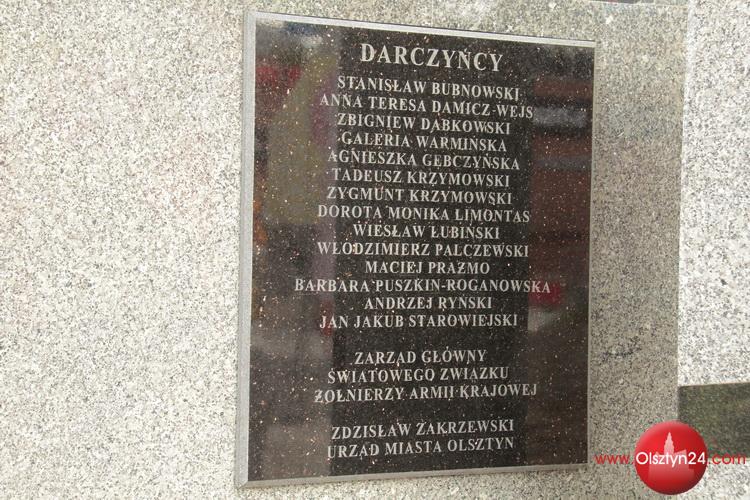 DARCZYŃCY
STANISŁAW BUBNOWSKI
ANNA TERESA DAMICZ-WEJS
ZBIGNIEW DĄBKOWSKI
GALERIA WARMIŃSKA
AGNIESZKA GĘBCZYŃSKA
TADEUSZ KRZYMOWSKI
ZYGMUNT KRZYMOWSKI
DOROTA MONIKA LIMONTAS
WIESŁAW ŁUBIŃSKI
WŁODZIMIERZ PALCZEWSKI
MACIEJ PRAŻMO
BARBARA PUSZKIN-ROGANOWSKA
ANDRZEJ RYŃSKI
JAN JAKUB STAROWIEJSKI
ZARZĄD GŁÓWNY
ŚWIATOWEGO ZWIĄZKU
ŻOŁNIERZY ARMII KRAJOWEJ
ZDZISŁAW ŻAKRZEWSKI
URZĄD MIASTA OLSZTYN
www.Olsztyn24.com